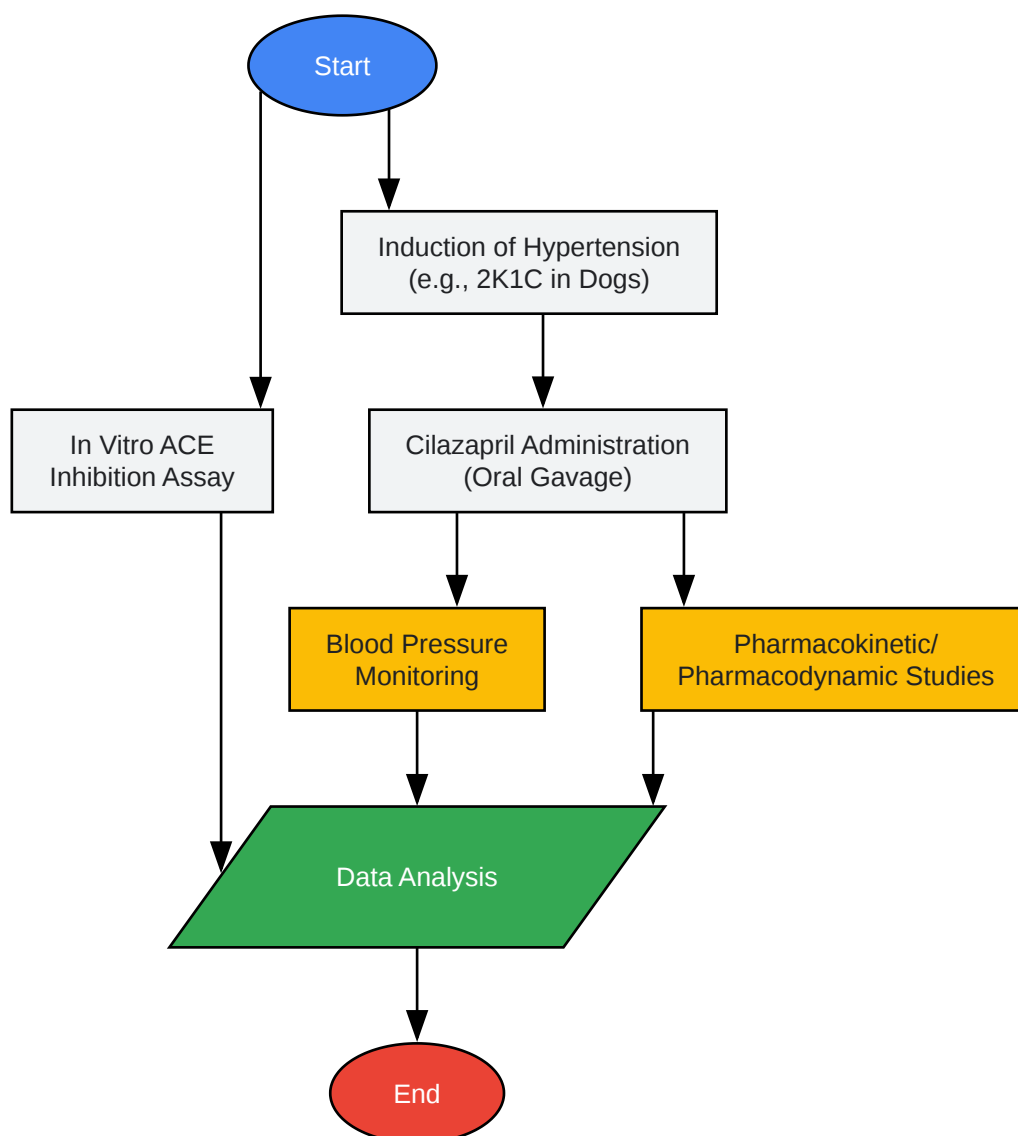 Start
Induction of Hypertension
(e.g., 2K1C in Dogs)
In Vitro ACE
Inhibition Assay
Cilazapril Administration
(Oral Gavage)
Blood Pressure
Monitoring
Pharmacokinetic/
Pharmacodynamic Studies
Data Analysis
End